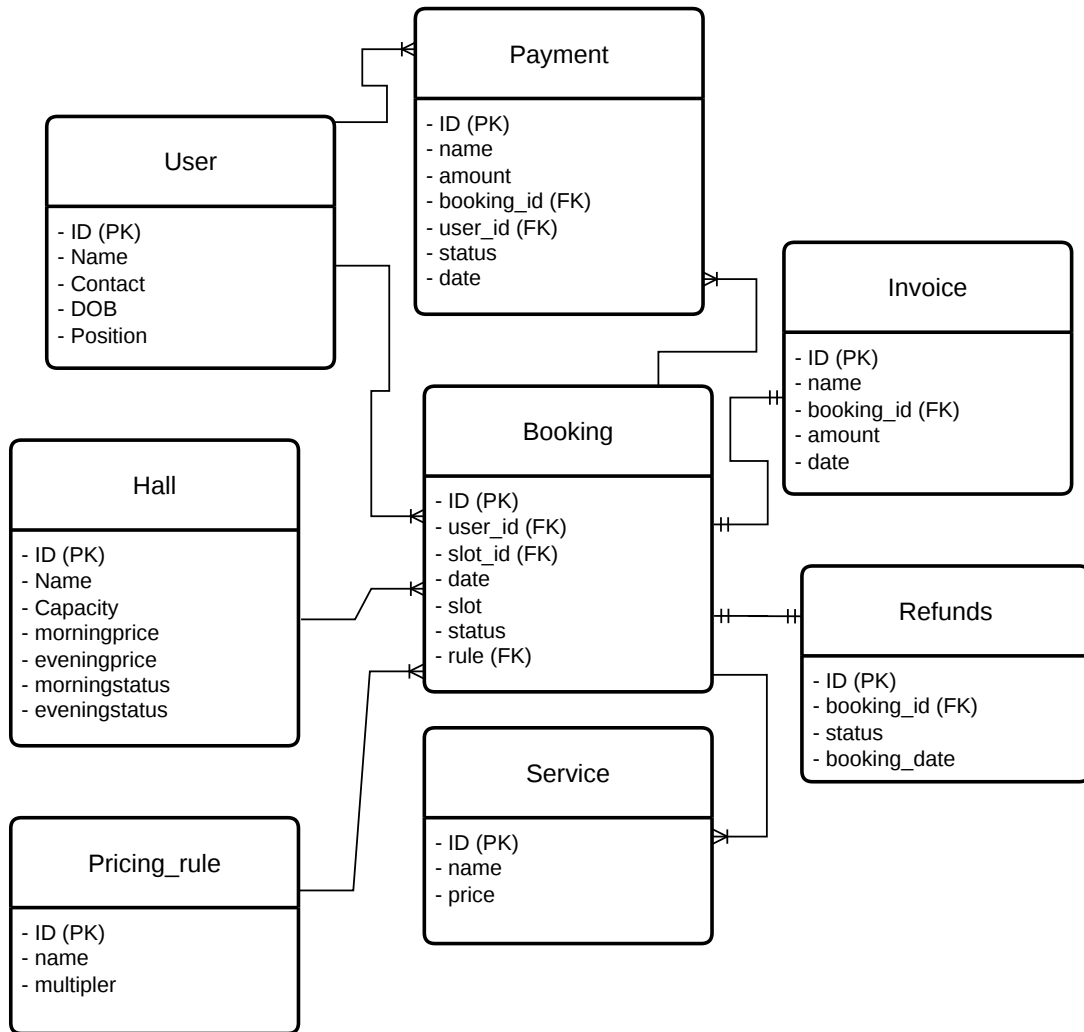 Payment
- ID (PK)
- name
- amount
- booking_id (FK)
- user_id (FK)
- status
- date
User
- ID (PK)
- Name
- Contact
- DOB
- Position
Invoice
- ID (PK)
- name
- booking_id (FK)
- amount
- date
Booking
- ID (PK)
- user_id (FK)
- slot_id (FK)
- date
- slot
- status
- rule (FK)
Hall
- ID (PK)
- Name
- Capacity
- morningprice
- eveningprice
- morningstatus
- eveningstatus
Refunds
- ID (PK)
- booking_id (FK)
- status
- booking_date
Service
- ID (PK)
- name
- price
Pricing_rule
- ID (PK)
- name
- multipler